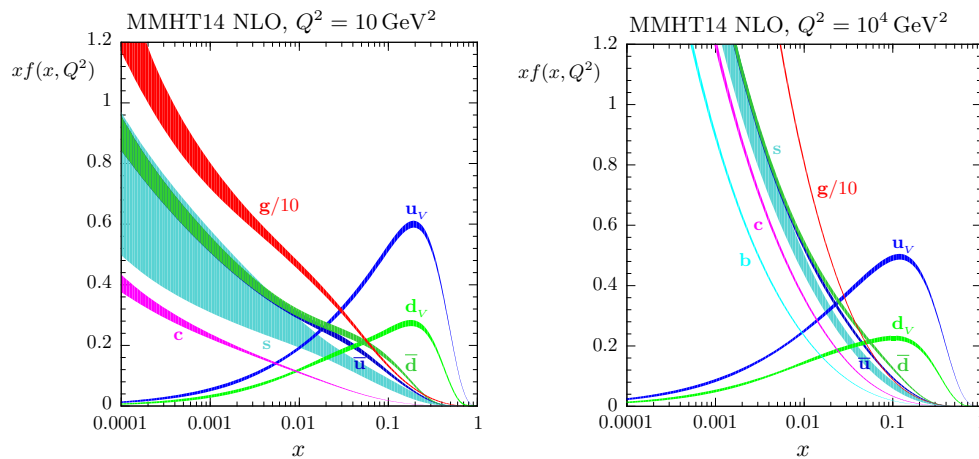 MMHT14 NLO, Q² = 10 GeV²
xf(x, Q²)
1.2
1
0.8
0.6
0.4
0.2
0
g/10
u_V
d_V
c
s
u̅
d̅
0.0001
0.001
0.01
0.1
1
x
MMHT14 NLO, Q² = 10⁴ GeV²
xf(x, Q²)
1.2
1
0.8
0.6
0.4
0.2
0
s
g/10
c
b
u_V
d_V
u̅
d̅
0.0001
0.001
0.01
0.1
x